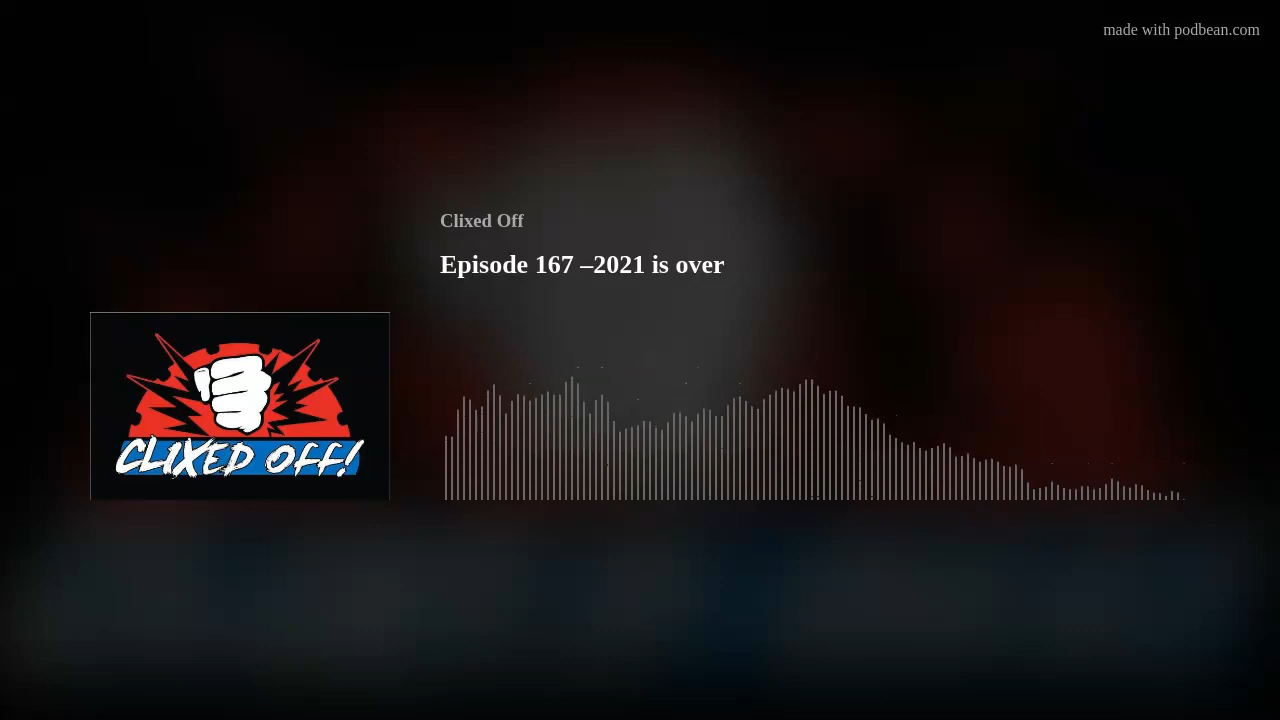 made with podbean.com
Clixed Off
Episode 167 –2021 is over
CLIXED OFF!